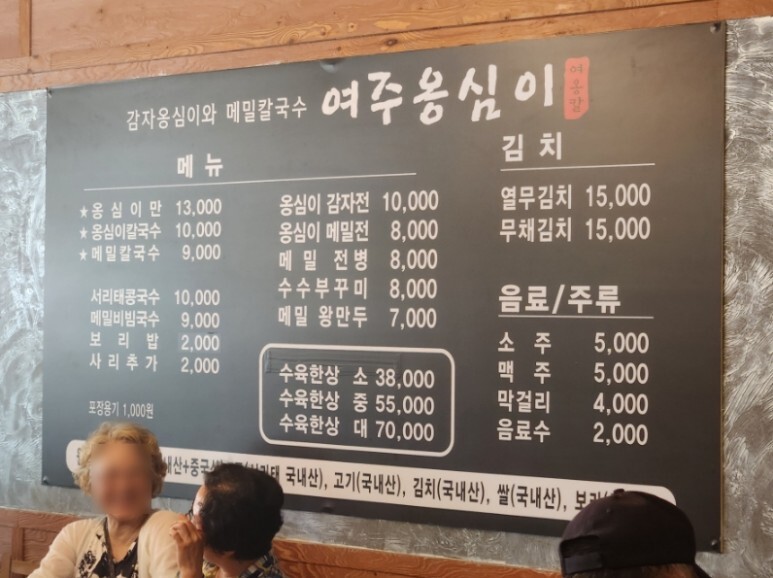 감자옹심이와 메밀칼국수 여주옹심이 여옹칼
메 뉴
★옹 심 이 만 13,000
★옹심이칼국수 10,000
★메밀칼국수 9,000
서리태콩국수 10,000
메밀비빔국수 9,000
보 리 밥 2,000
사 리 추 가 2,000
포장용기 1,000원
옹심이 감자전 10,000
옹심이 메밀전 8,000
메 밀 전 병 8,000
수수부꾸미 8,000
메밀 왕만두 7,000
수육한상 소 38,000
수육한상 중 55,000
수육한상 대 70,000
김 치
열무김치 15,000
무채김치 15,000
음료/주류
소 주 5,000
맥 주 5,000
막걸리 4,000
음료수 2,000
국내산), 고기(국내산), 김치(국내산), 쌀(국내산),